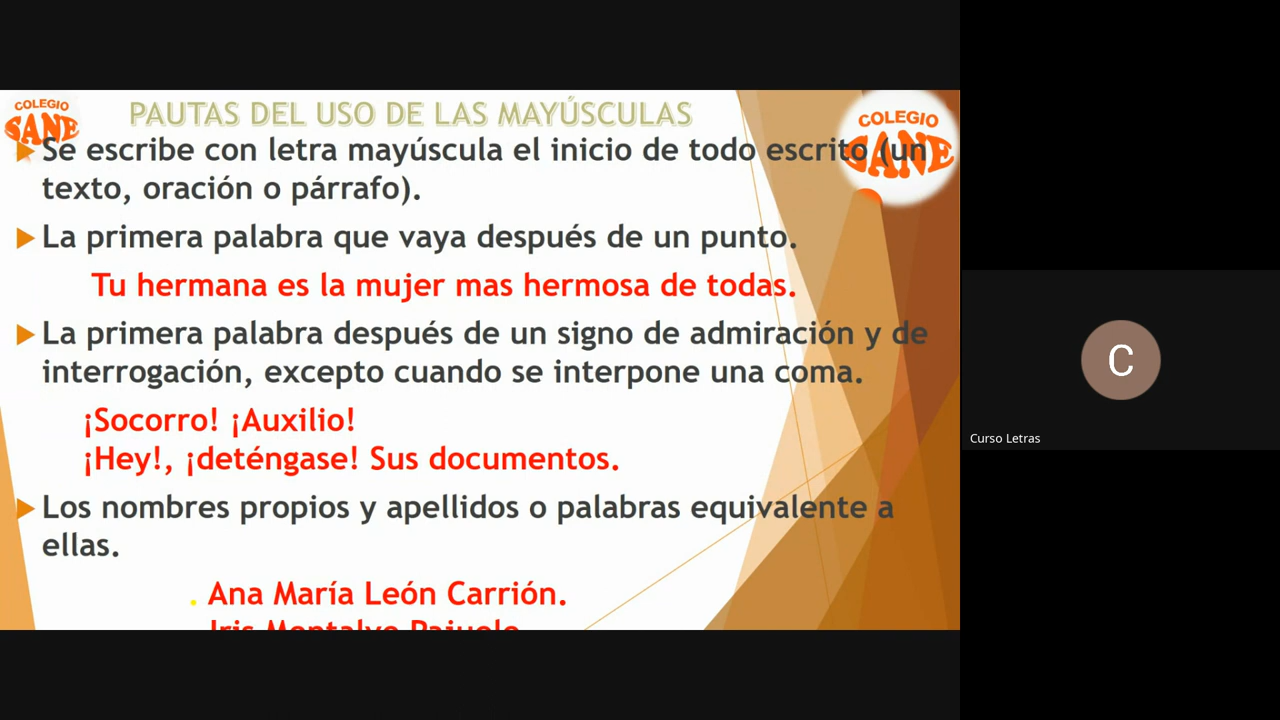 COLEGIO
SANE
PAUTAS DEL USO DE LAS MAYÚSCULAS
COLEGIO
SANE
Se escribe con letra mayúscula el inicio de todo escrito (un
texto, oración o párrafo).
La primera palabra que vaya después de un punto.
Tu hermana es la mujer mas hermosa de todas.
La primera palabra después de un signo de admiración y de
interrogación, excepto cuando se interpone una coma.
¡Socorro! ¡Auxilio!
¡Hey!, ¡deténgase! Sus documentos.
Los nombres propios y apellidos o palabras equivalente a
ellas.
. Ana María León Carrión.
Iris Montalvo
C
Curso Letras